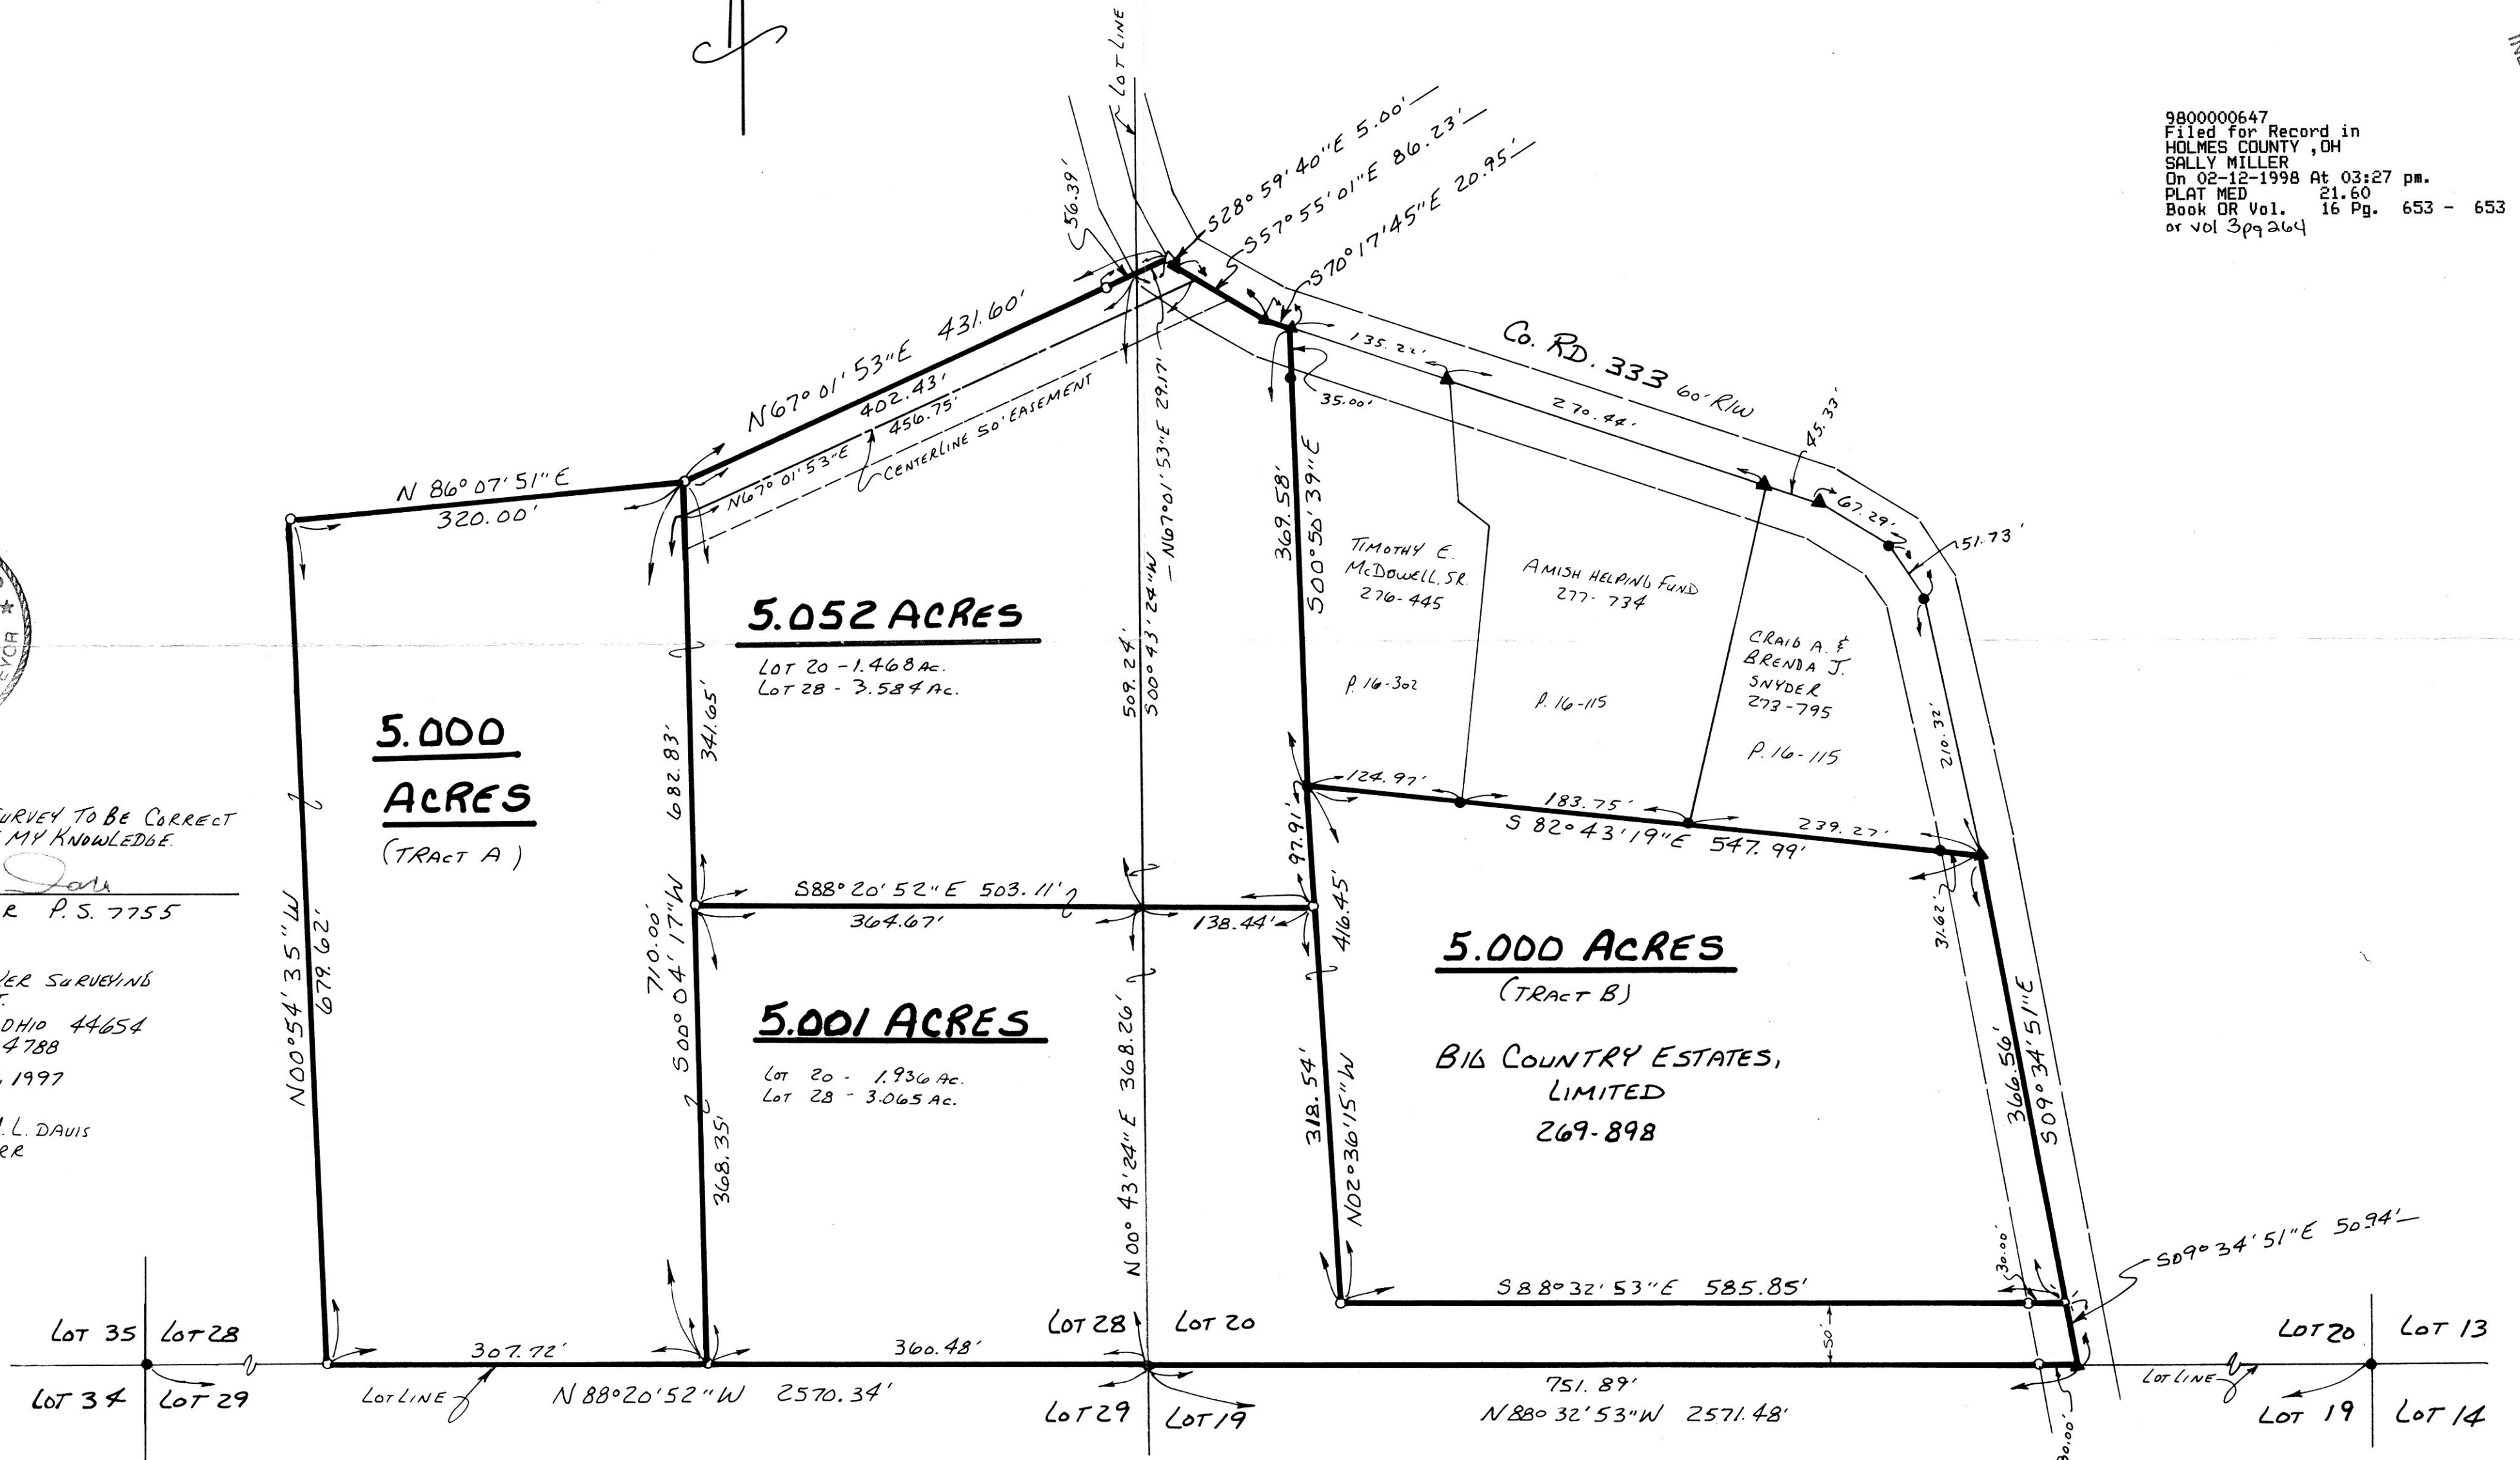 LOT LINE
S28° 59' 40"E 5.00'
S57° 55' 01"E 86.23'
S70° 17' 45"E 20.95'
56.39'
9800000647
Filed for Record in
HOLMES COUNTY ,OH
SALLY MILLER
On 02-12-1998 At 03:27 pm.
PLAT MED 21.60
Book OR Vol. 16 Pg. 653 - 653
or vol 3pg264
N67° 01' 53"E 431.60'
402.43'
N67° 01' 53"E 456.75'
CENTERLINE 50' EASEMENT
N67° 01' 53"E 29.17'
135.22'
35.00'
CO. RD. 333 60' R/W
270.44'
45.33'
67.29'
51.73'
N 86° 07' 51"E
320.00'
369.58'
S00° 50' 39"E
TIMOTHY E.
McDOWELL, SR.
276-445
P. 16-302
AMISH HELPING FUND
277-734
P. 16-115
CRAIG A. &
BRENDA J.
SNYDER
273-795
P. 16-115
210.32'
5.052 ACRES
LOT 20 - 1.468 AC.
LOT 28 - 3.584 AC.
509.24'
S00° 43' 24"W
5.000
ACRES
(TRACT A)
682.83'
341.65'
124.97'
183.75'
239.27'
S 82° 43' 19"E 547.99'
97.91'
31.62'
SURVEY TO BE CORRECT
MY KNOWLEDGE.
P.S. 7755
SURVEYING
OHIO 44654
4788
, 1997
L. DAVIS
N00° 54' 35"W
679.62'
710.00'
S00° 04' 17"W
S88° 20' 52"E 503.11'
364.67'
138.44'
416.45'
5.000 ACRES
(TRACT B)
BIG COUNTRY ESTATES,
LIMITED
269-898
5.001 ACRES
LOT 20 - 1.936 AC.
LOT 28 - 3.065 AC.
368.35'
N00° 43' 24"E 368.26'
318.54'
N02° 36' 15"W
366.56'
S09° 34' 51"E
S09° 34' 51"E 50.94'
30.00'
S88° 32' 53"E 585.85'
50'
LOT 35 LOT 28
LOT 34 LOT 29
307.72'
LOT LINE
360.48'
N 88° 20' 52"W 2570.34'
LOT 28 LOT 20
LOT 29 LOT 19
751.89'
N88° 32' 53"W 2571.48'
LOT LINE
LOT 20 LOT 13
LOT 19 LOT 14